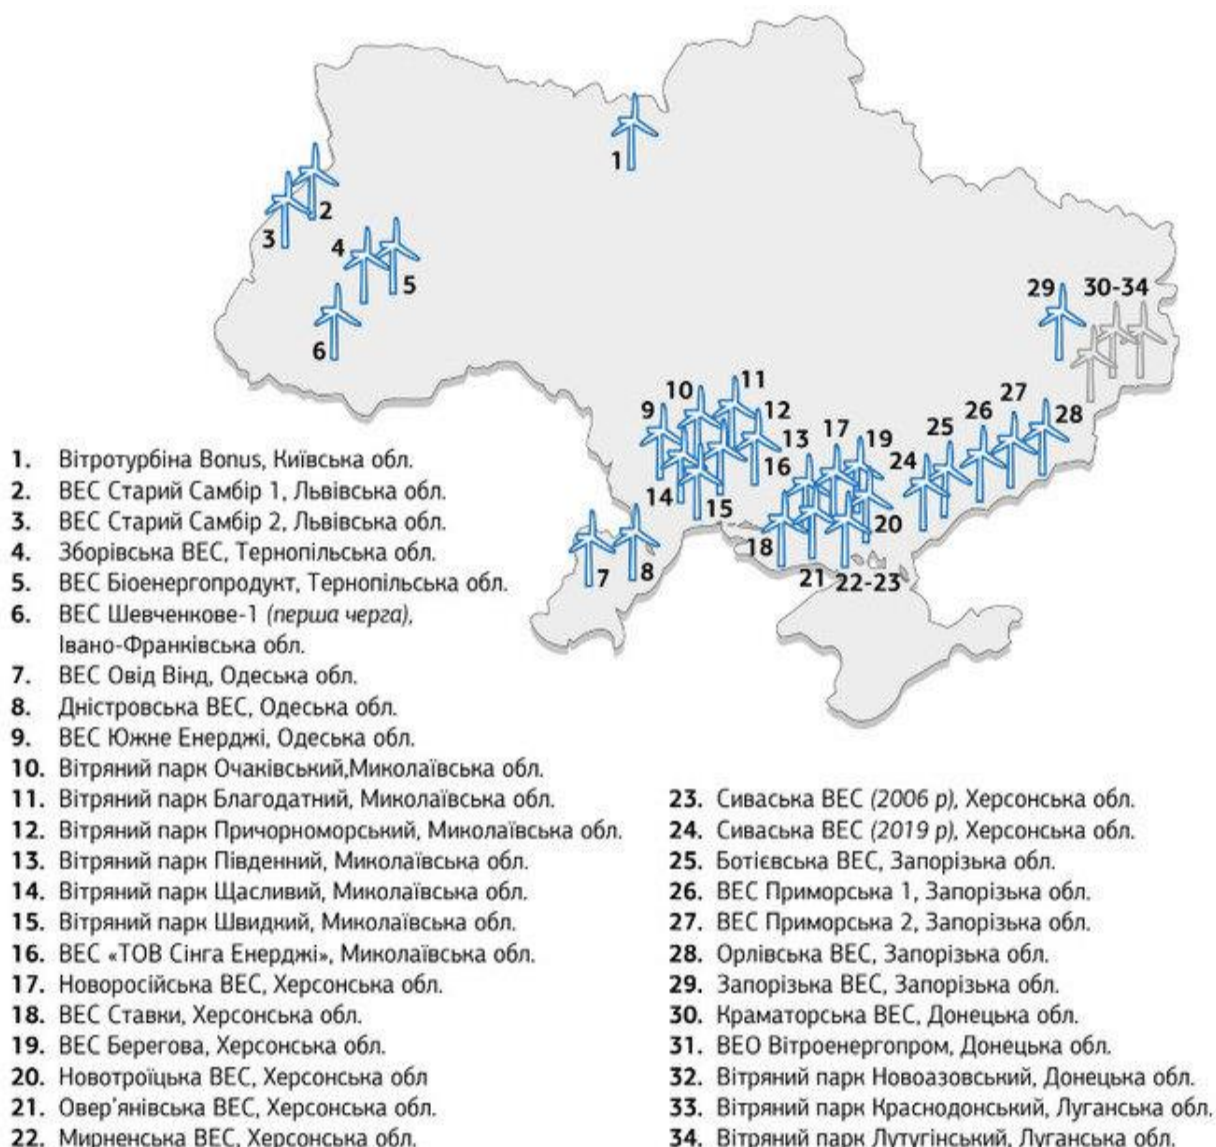 1
2
3
4
5
6
29
30-34
11
10
9
12
27
28
26
13
17
19
25
24
16
14
15
20
18
7
8
21
22-23
1. Вітротурбіна Bonus, Київська обл.
2. ВЕС Старий Самбір 1, Львівська обл.
3. ВЕС Старий Самбір 2, Львівська обл.
4. Зборівська ВЕС, Тернопільська обл.
5. ВЕС Біоенергопродукт, Тернопільська обл.
6. ВЕС Шевченкове-1 (перша черга),
Івано-Франківська обл.
7. ВЕС Овід Вінд, Одеська обл.
8. Дністровська ВЕС, Одеська обл.
9. ВЕС Южне Енерджі, Одеська обл.
10. Вітряний парк Очаківський,Миколаївська обл.
11. Вітряний парк Благодатний, Миколаївська обл.
12. Вітряний парк Причорноморський, Миколаївська обл.
13. Вітряний парк Південний, Миколаївська обл.
14. Вітряний парк Щасливий, Миколаївська обл.
15. Вітряний парк Швидкий, Миколаївська обл.
16. ВЕС «ТОВ Сінга Енерджі», Миколаївська обл.
17. Новоросійська ВЕС, Херсонська обл.
18. ВЕС Ставки, Херсонська обл.
19. ВЕС Берегова, Херсонська обл.
20. Новотроїцька ВЕС, Херсонська обл
21. Овер'янівська ВЕС, Херсонська обл.
22. Мирненська ВЕС, Херсонська обл.
23. Сиваська ВЕС (2006 р), Херсонська обл.
24. Сиваська ВЕС (2019 р), Херсонська обл.
25. Ботієвська ВЕС, Запорізька обл.
26. ВЕС Приморська 1, Запорізька обл.
27. ВЕС Приморська 2, Запорізька обл.
28. Орлівська ВЕС, Запорізька обл.
29. Запорізька ВЕС, Запорізька обл.
30. Краматорська ВЕС, Донецька обл.
31. ВЕО Вітроенергопром, Донецька обл.
32. Вітряний парк Новоазовський, Донецька обл.
33. Вітряний парк Краснодонський, Луганська обл.
34. Вітряний парк Лутугінський, Луганська обл.